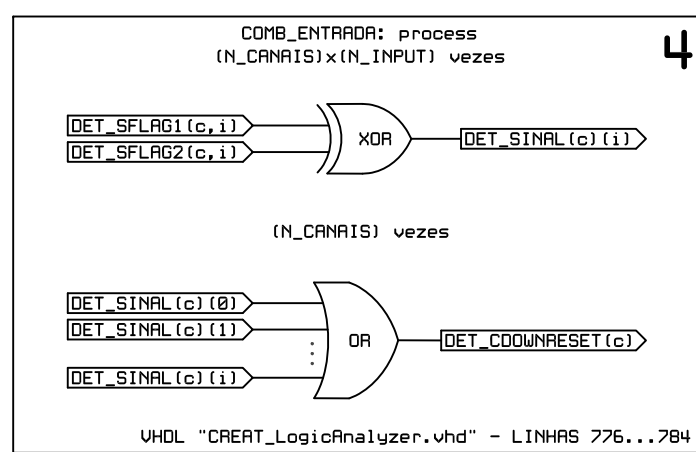 COMB_ENTRADA: process
(N_CANAIS)x(N_INPUT) vezes
4
DET_SFLAG1(c,i)
DET_SFLAG2(c,i)
XOR
DET_SINAL(c)(i)
(N_CANAIS) vezes
DET_SINAL(c)(0)
DET_SINAL(c)(1)
⋮
DET_SINAL(c)(i)
OR
DET_CDOWNRESET(c)
VHDL "CREAT_LogicAnalyzer.vhd" - LINHAS 776...784